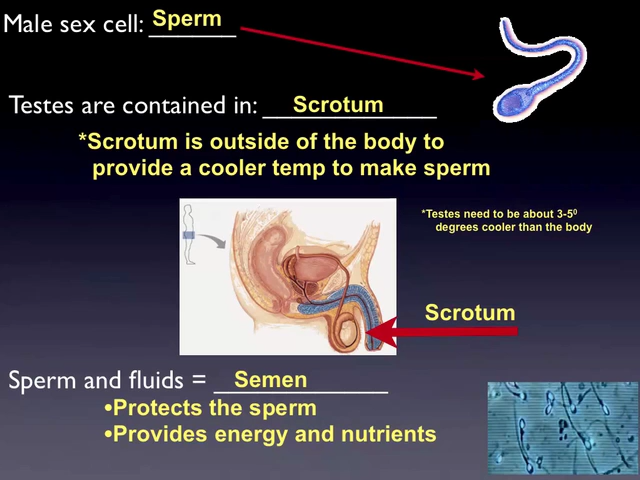 Male sex cell: Sperm
Testes are contained in: Scrotum
*Scrotum is outside of the body to
provide a cooler temp to make sperm
*Testes need to be about 3-5⁰
degrees cooler than the body
Scrotum
Sperm and fluids = Semen
•Protects the sperm
•Provides energy and nutrients